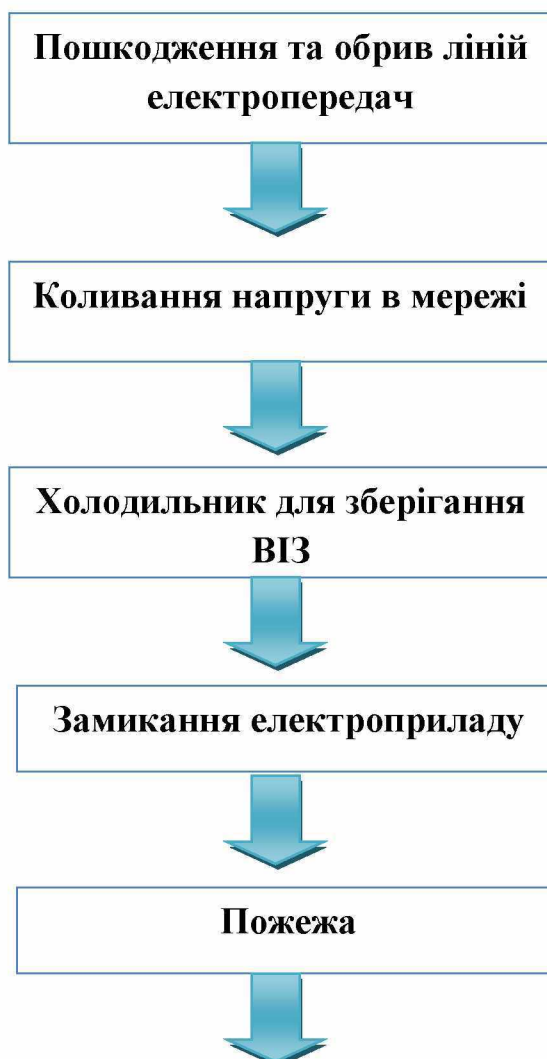 Пошкодження та обрив ліній
електропередач
Коливання напруги в мережі
Холодильник для зберігання
ВІЗ
Замикання електроприладу
Пожежа